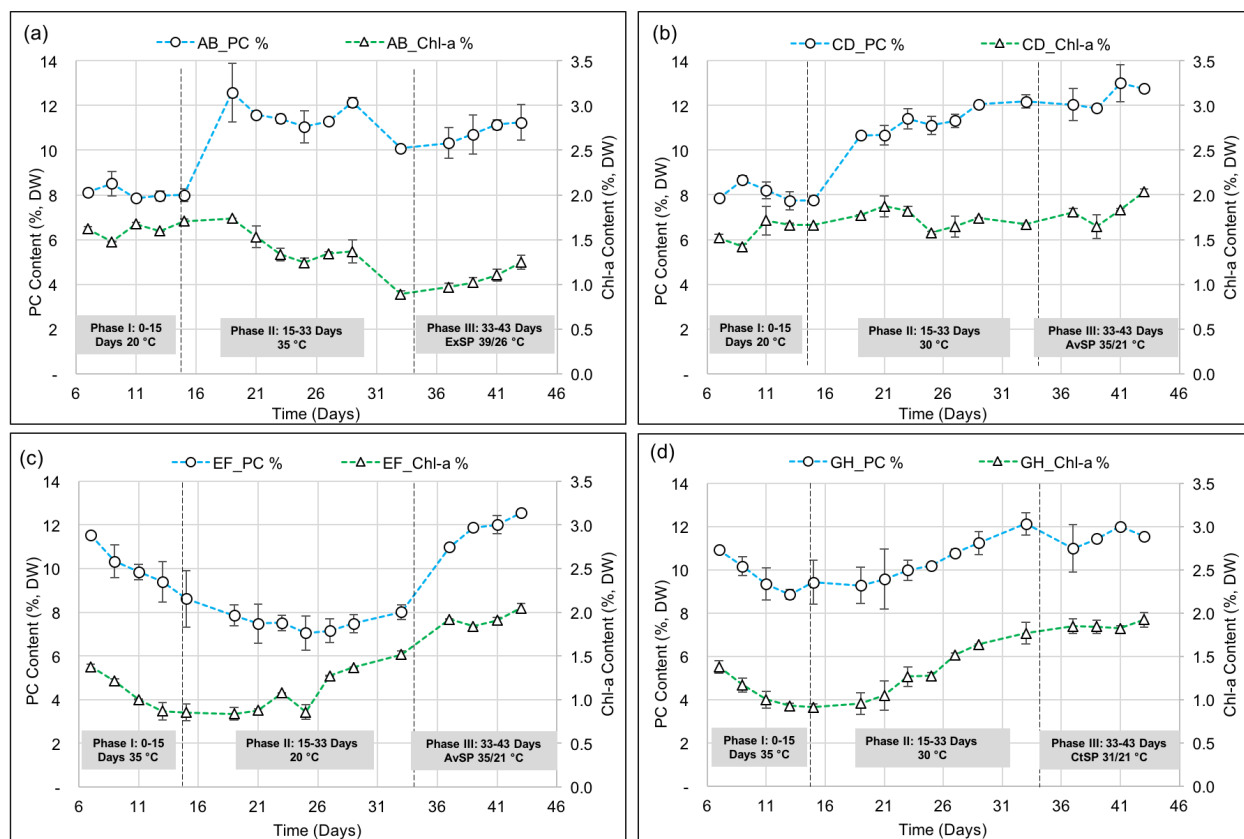 (a)
AB_PC %
AB_Chl-a %
14
12
10
8
6
4
2
-
PC Content (%, DW)
3.5
3.0
2.5
2.0
1.5
1.0
0.5
0.0
Chl-a Content (%, DW)
Phase I: 0-15
Days 20 °C
Phase II: 15-33 Days
35 °C
Phase III: 33-43 Days
ExSP 39/26 °C
6 11 16 21 26 31 36 41 46
Time (Days)
(b)
CD_PC %
CD_Chl-a %
14
12
10
8
6
4
2
-
PC Content (%, DW)
3.5
3.0
2.5
2.0
1.5
1.0
0.5
0.0
Chl-a Content (%, DW)
Phase I: 0-15
Days 20 °C
Phase II: 15-33 Days
30 °C
Phase III: 33-43 Days
AvSP 35/21 °C
6 11 16 21 26 31 36 41 46
Time (Days)
(c)
EF_PC %
EF_Chl-a %
14
12
10
8
6
4
2
-
PC Content (%, DW)
3.5
3.0
2.5
2.0
1.5
1.0
0.5
0.0
Chl-a Content (%, DW)
Phase I: 0-15
Days 35 °C
Phase II: 15-33 Days
20 °C
Phase III: 33-43 Days
AvSP 35/21 °C
6 11 16 21 26 31 36 41 46
Time (Days)
(d)
GH_PC %
GH_Chl-a %
14
12
10
8
6
4
2
-
PC Content (%, DW)
3.5
3.0
2.5
2.0
1.5
1.0
0.5
0.0
Chl-a Content (%, DW)
Phase I: 0-15
Days 35 °C
Phase II: 15-33 Days
30 °C
Phase III: 33-43 Days
CtSP 31/21 °C
6 11 16 21 26 31 36 41 46
Time (Days)